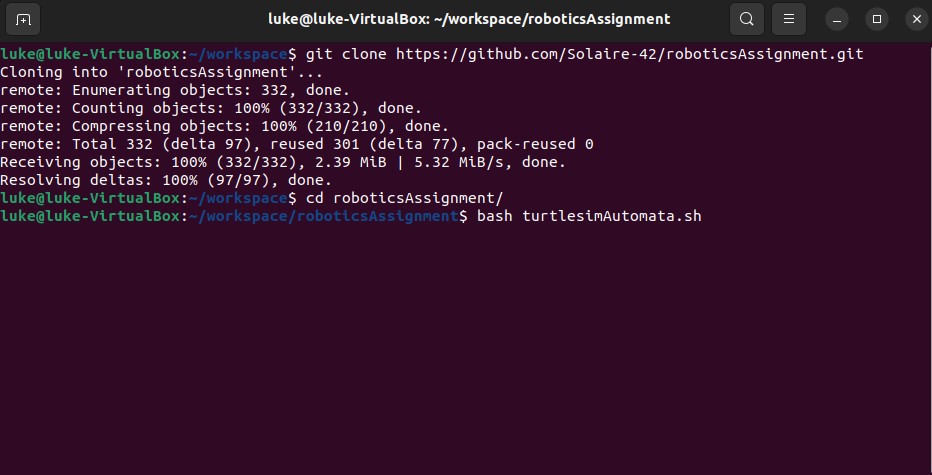 luke@luke-VirtualBox: ~/workspace/roboticsAssignment
luke@luke-VirtualBox:~/workspace$ git clone https://github.com/Solaire-42/roboticsAssignment.git
Cloning into 'roboticsAssignment'...
remote: Enumerating objects: 332, done.
remote: Counting objects: 100% (332/332), done.
remote: Compressing objects: 100% (210/210), done.
remote: Total 332 (delta 97), reused 301 (delta 77), pack-reused 0
Receiving objects: 100% (332/332), 2.39 MiB | 5.32 MiB/s, done.
Resolving deltas: 100% (97/97), done.
luke@luke-VirtualBox:~/workspace$ cd roboticsAssignment/
luke@luke-VirtualBox:~/workspace/roboticsAssignment$ bash turtlesimAutomata.sh